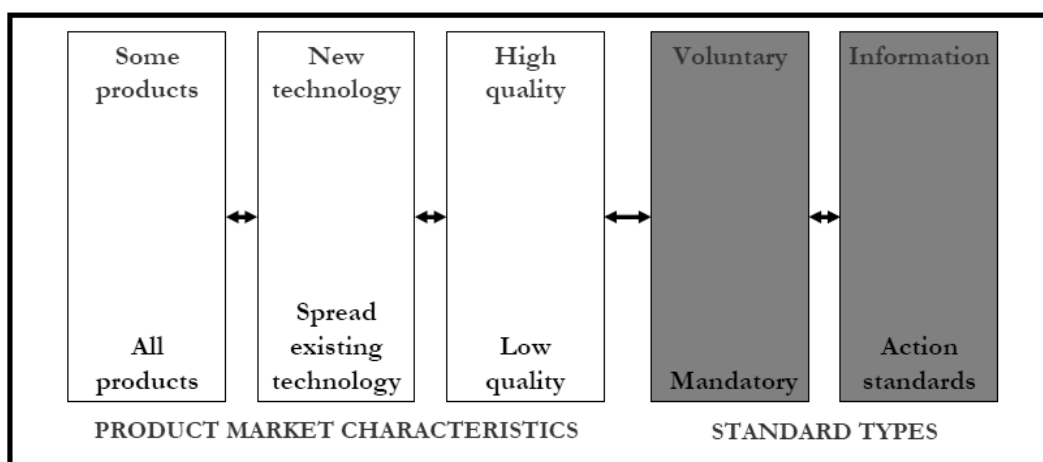 Some
products
New
technology
High
quality
Voluntary
Information
All
products
Spread
existing
technology
Low
quality
Mandatory
Action
standards
PRODUCT MARKET CHARACTERISTICS
STANDARD TYPES